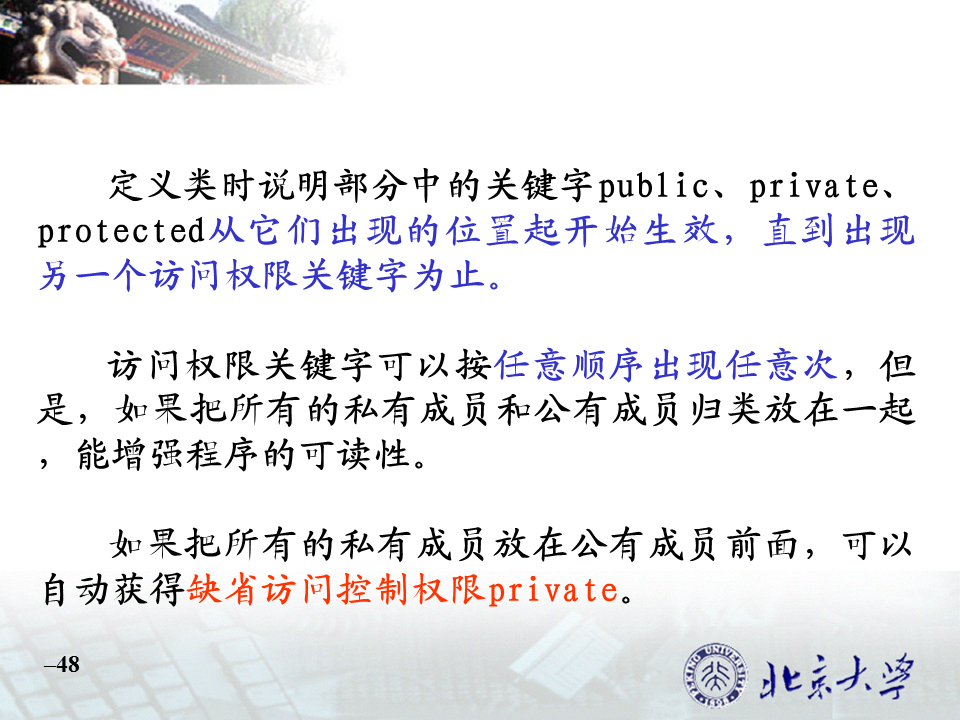 定义类时说明部分中的关键字public、private、
protected从它们出现的位置起开始生效，直到出现
另一个访问权限关键字为止。
访问权限关键字可以按任意顺序出现任意次，但
是，如果把所有的私有成员和公有成员归类放在一起
，能增强程序的可读性。
如果把所有的私有成员放在公有成员前面，可以
自动获得缺省访问控制权限private。
–48
PEKING UNIVERSITY
1898
北京大学